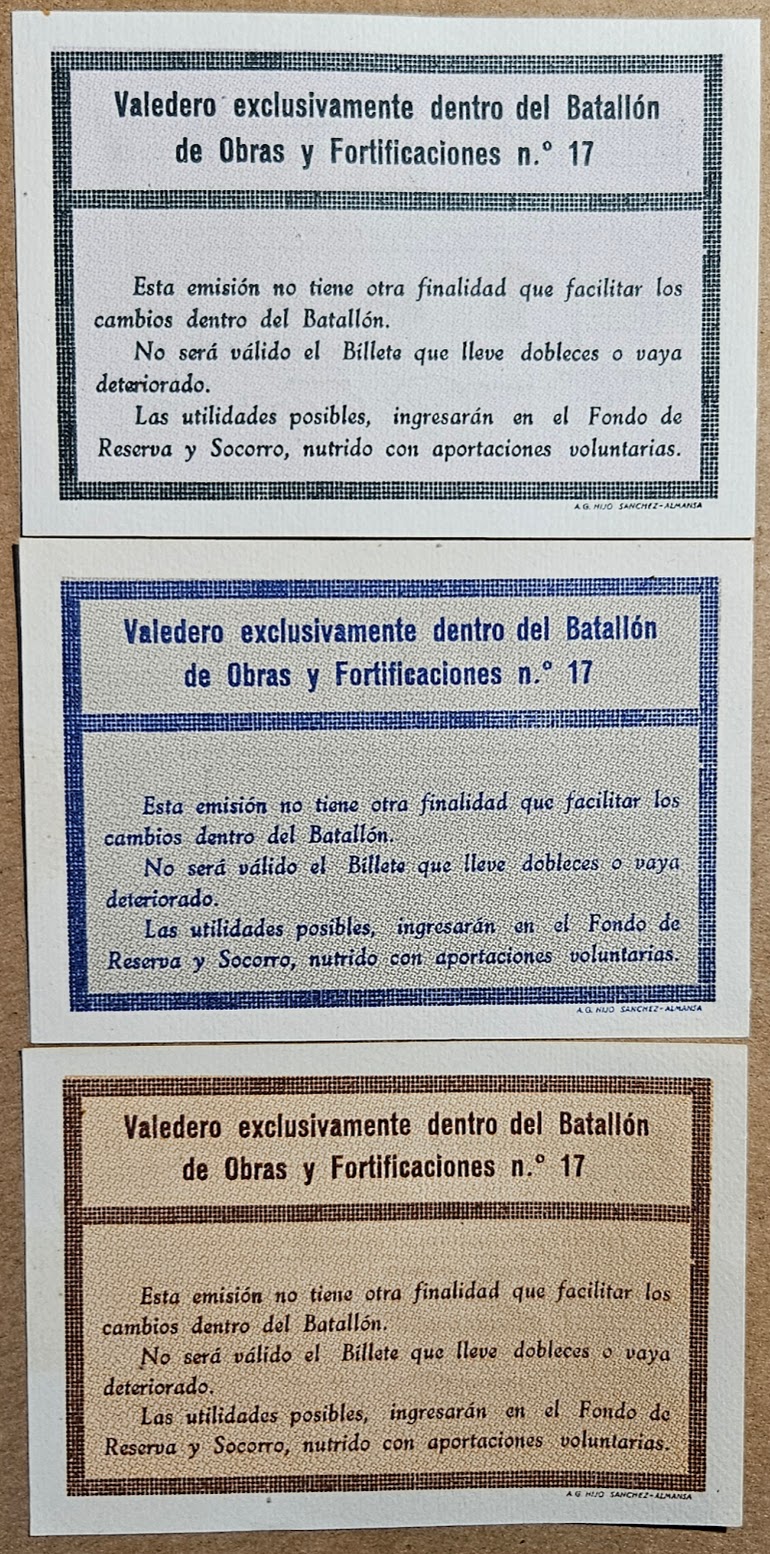 Valedero exclusivamente dentro del Batallón
de Obras y Fortificaciones n.º 17
Esta emisión no tiene otra finalidad que facilitar los
cambios dentro del Batallón.
No será válido el Billete que lleve dobleces o vaya
deteriorado.
Las utilidades posibles, ingresarán en el Fondo de
Reserva y Socorro, nutrido con aportaciones voluntarias.
A. G. HIJO SANCHEZ-ALMANSA
Valedero exclusivamente dentro del Batallón
de Obras y Fortificaciones n.º 17
Esta emisión no tiene otra finalidad que facilitar los
cambios dentro del Batallón.
No será válido el Billete que lleve dobleces o vaya
deteriorado.
Las utilidades posibles, ingresarán en el Fondo de
Reserva y Socorro, nutrido con aportaciones voluntarias.
A. G. HIJO SANCHEZ-ALMANSA
Valedero exclusivamente dentro del Batallón
de Obras y Fortificaciones n.º 17
Esta emisión no tiene otra finalidad que facilitar los
cambios dentro del Batallón.
No será válido el Billete que lleve dobleces o vaya
deteriorado.
Las utilidades posibles, ingresarán en el Fondo de
Reserva y Socorro, nutrido con aportaciones voluntarias.
A. G. HIJO SANCHEZ-ALMANSA